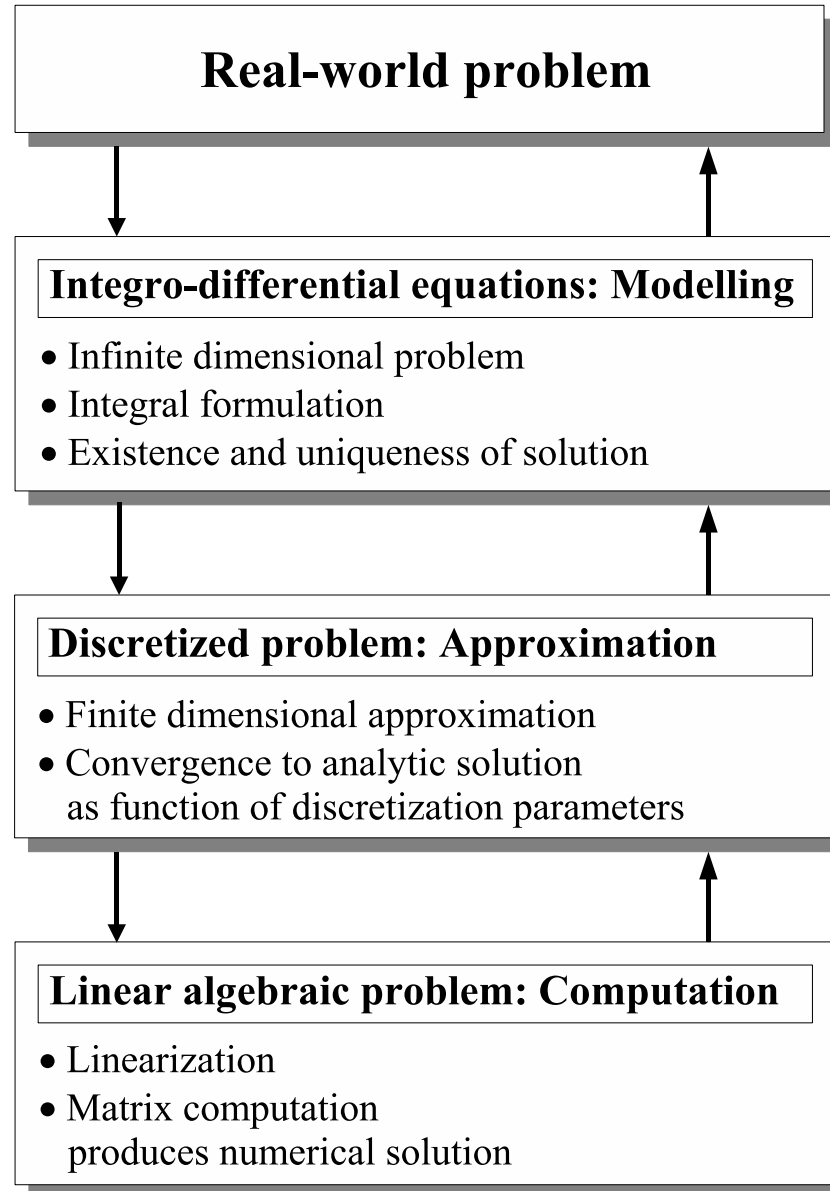 Real-world problem
Integro-differential equations: Modelling
• Infinite dimensional problem
• Integral formulation
• Existence and uniqueness of solution
Discretized problem: Approximation
• Finite dimensional approximation
• Convergence to analytic solution
as function of discretization parameters
Linear algebraic problem: Computation
• Linearization
• Matrix computation
produces numerical solution